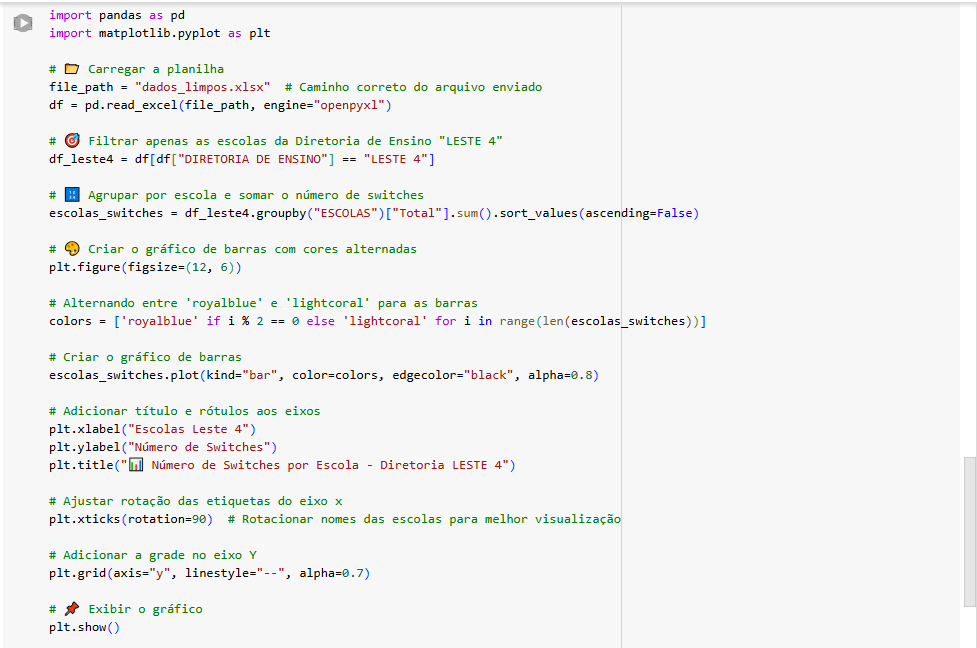 import pandas as pd
import matplotlib.pyplot as plt
# 📂 Carregar a planilha
file_path = "dados_limpos.xlsx"  # Caminho correto do arquivo enviado
df = pd.read_excel(file_path, engine="openpyxl")
# 🎯 Filtrar apenas as escolas da Diretoria de Ensino "LESTE 4"
df_leste4 = df[df["DIRETORIA DE ENSINO"] == "LESTE 4"]
# 🔢 Agrupar por escola e somar o número de switches
escolas_switches = df_leste4.groupby("ESCOLAS")["Total"].sum().sort_values(ascending=False)
# 🎨 Criar o gráfico de barras com cores alternadas
plt.figure(figsize=(12, 6))
# Alternando entre 'royalblue' e 'lightcoral' para as barras
colors = ['royalblue' if i % 2 == 0 else 'lightcoral' for i in range(len(escolas_switches))]
# Criar o gráfico de barras
escolas_switches.plot(kind="bar", color=colors, edgecolor="black", alpha=0.8)
# Adicionar título e rótulos aos eixos
plt.xlabel("Escolas Leste 4")
plt.ylabel("Número de Switches")
plt.title("📊 Número de Switches por Escola - Diretoria LESTE 4")
# Ajustar rotação das etiquetas do eixo x
plt.xticks(rotation=90)  # Rotacionar nomes das escolas para melhor visualização
# Adicionar a grade no eixo Y
plt.grid(axis="y", linestyle="--", alpha=0.7)
# 📌 Exibir o gráfico
plt.show()